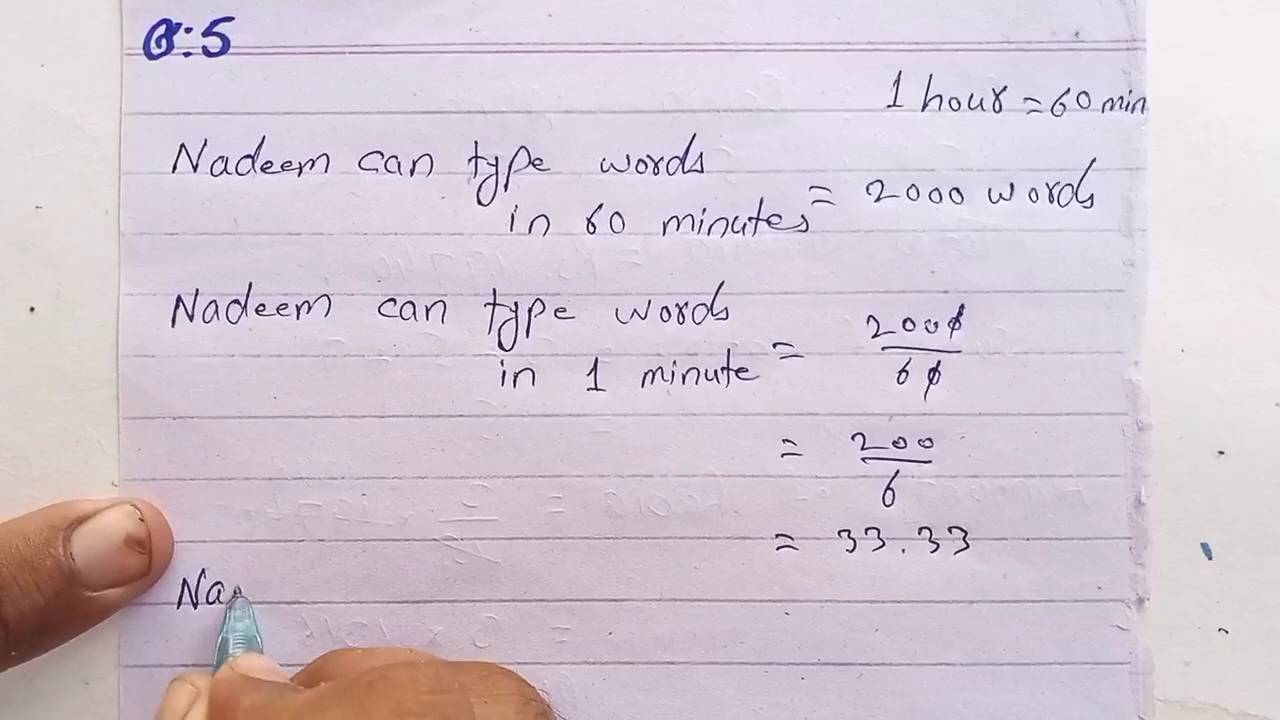 Q:5
1 hour = 60 min
Nadeem can type words
in 60 minutes = 2000 words
Nadeem can type words
in 1 minute = 2000/60
= 200/6
= 33.33
Na